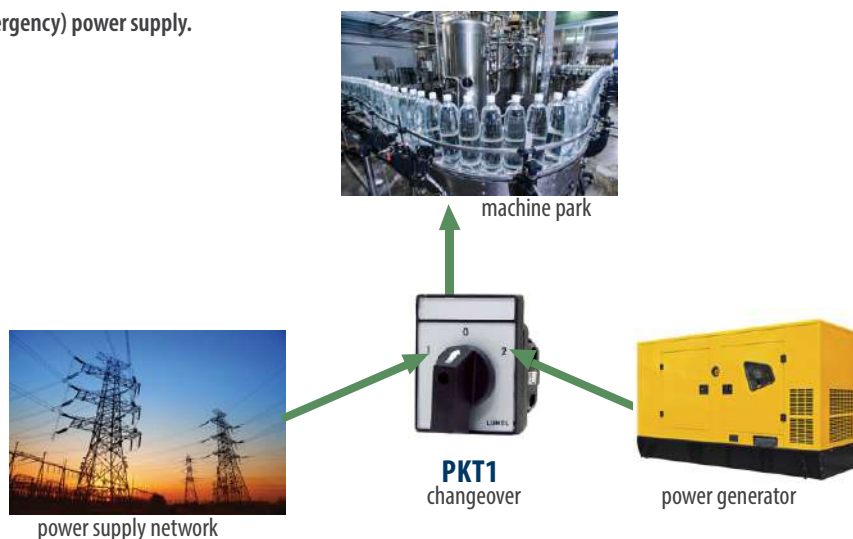 ergency) power supply.
machine park
0
1
2
LUMEL
PKT1
changeover
power generator
power supply network